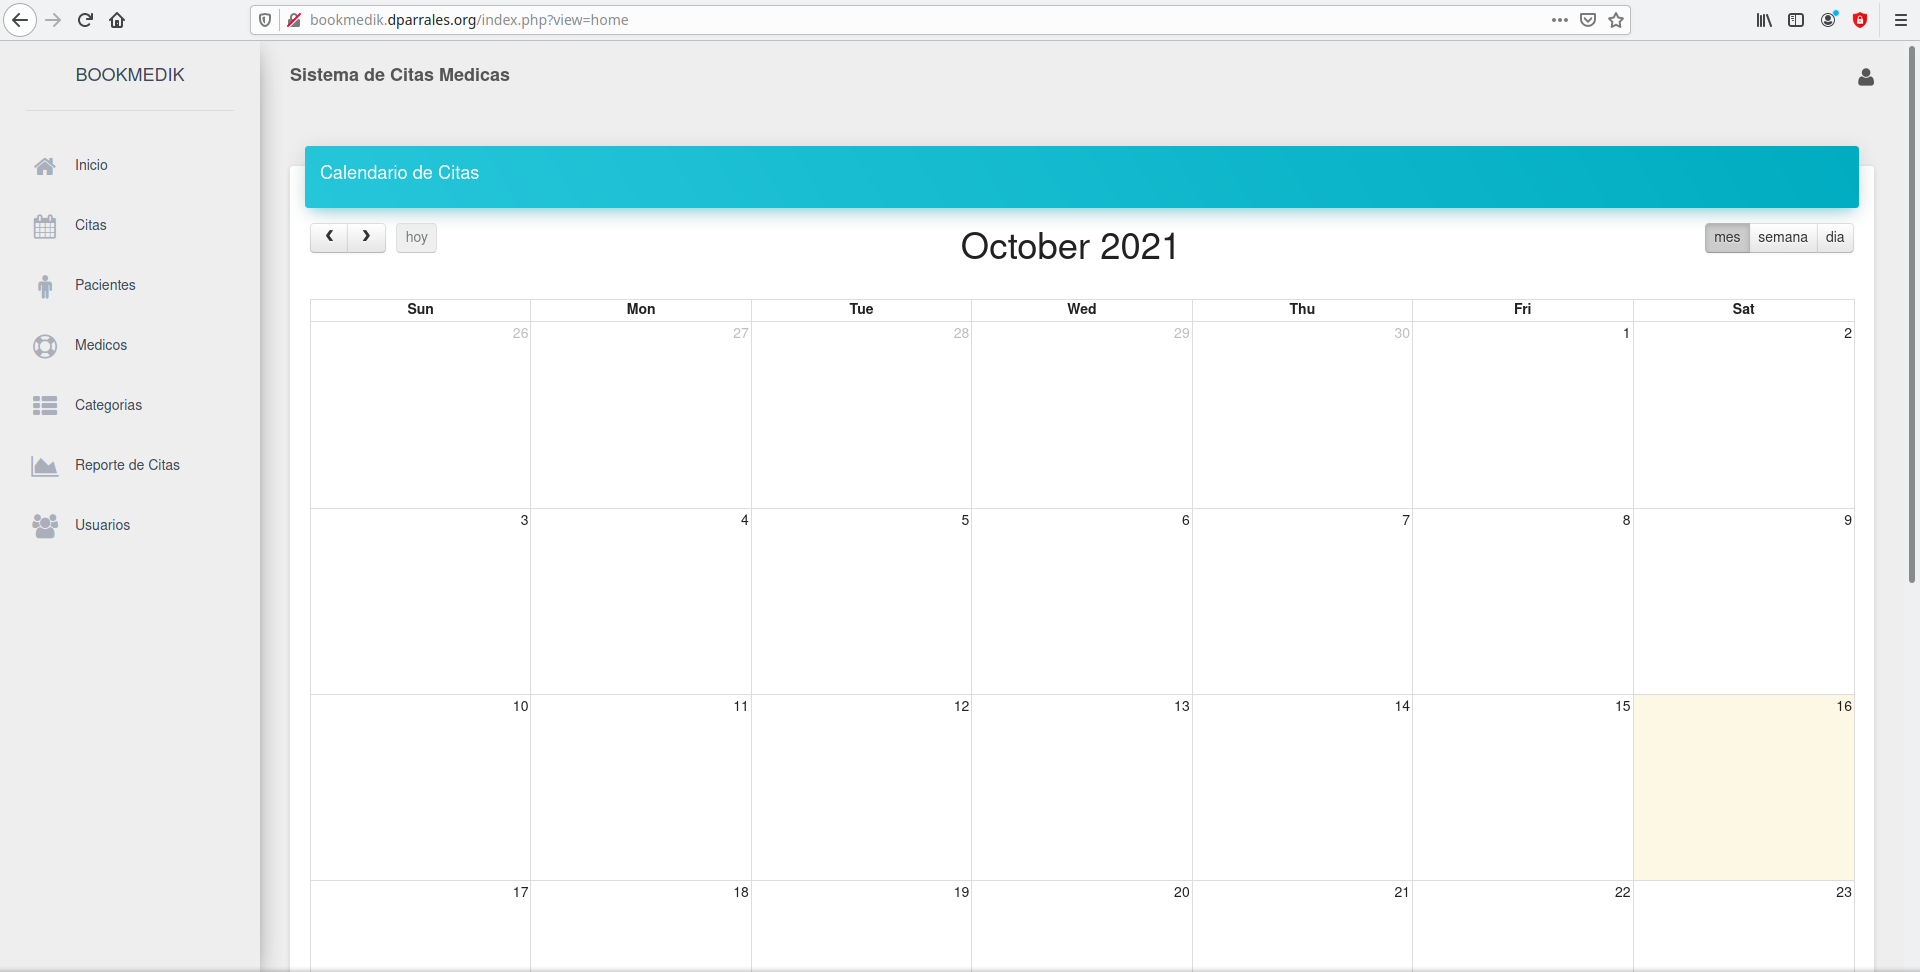 bookmedik.dparrales.org/index.php?view=home
BOOKMEDIK
Sistema de Citas Medicas
Inicio
Citas
Pacientes
Medicos
Categorias
Reporte de Citas
Usuarios
Calendario de Citas
hoy
October 2021
mes semana dia
Sun Mon Tue Wed Thu Fri Sat
26 27 28 29 30 1 2
3 4 5 6 7 8 9
10 11 12 13 14 15 16
17 18 19 20 21 22 23